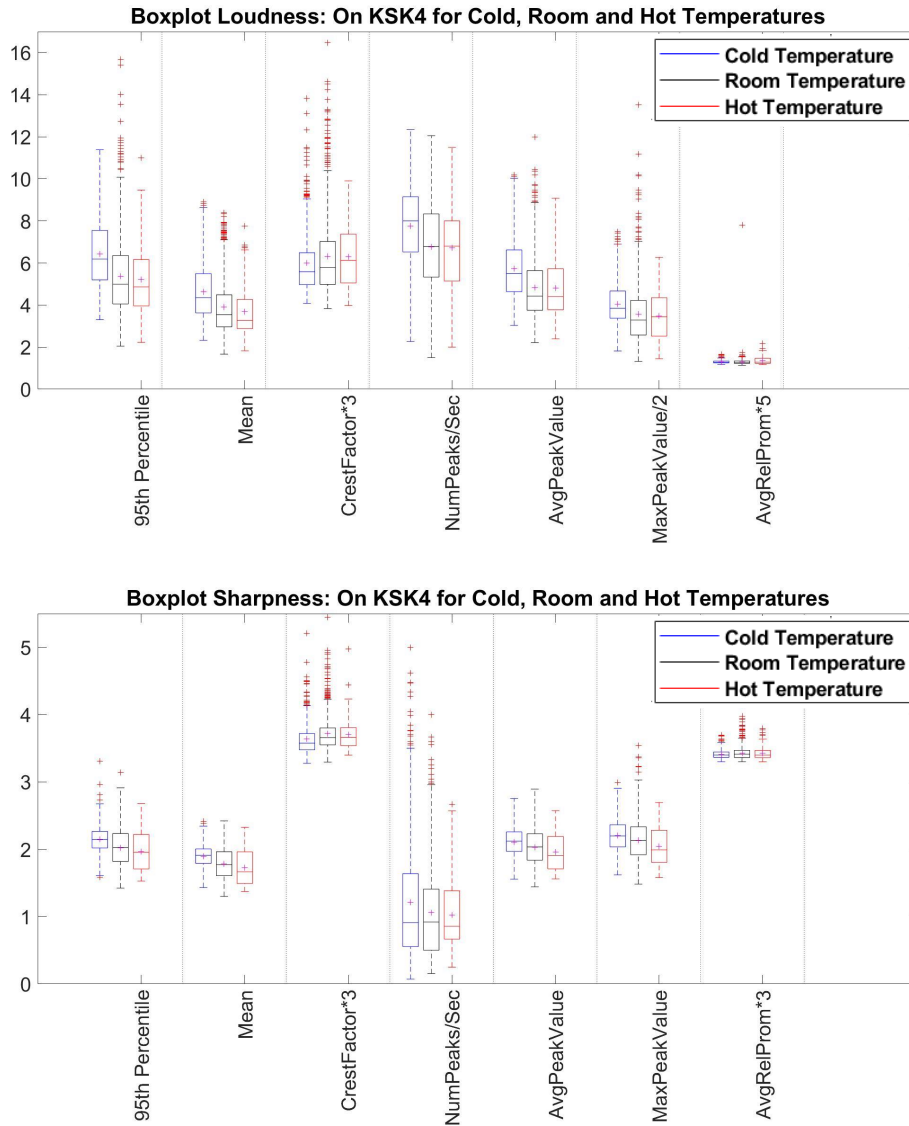 Boxplot Loudness: On KSK4 for Cold, Room and Hot Temperatures
16
14
12
10
8
6
4
2
0
Cold Temperature
Room Temperature
Hot Temperature
95th Percentile
Mean
CrestFactor*3
NumPeaks/Sec
AvgPeakValue
MaxPeakValue/2
AvgRelProm*5
Boxplot Sharpness: On KSK4 for Cold, Room and Hot Temperatures
5
4
3
2
1
0
Cold Temperature
Room Temperature
Hot Temperature
95th Percentile
Mean
CrestFactor*3
NumPeaks/Sec
AvgPeakValue
MaxPeakValue
AvgRelProm*3